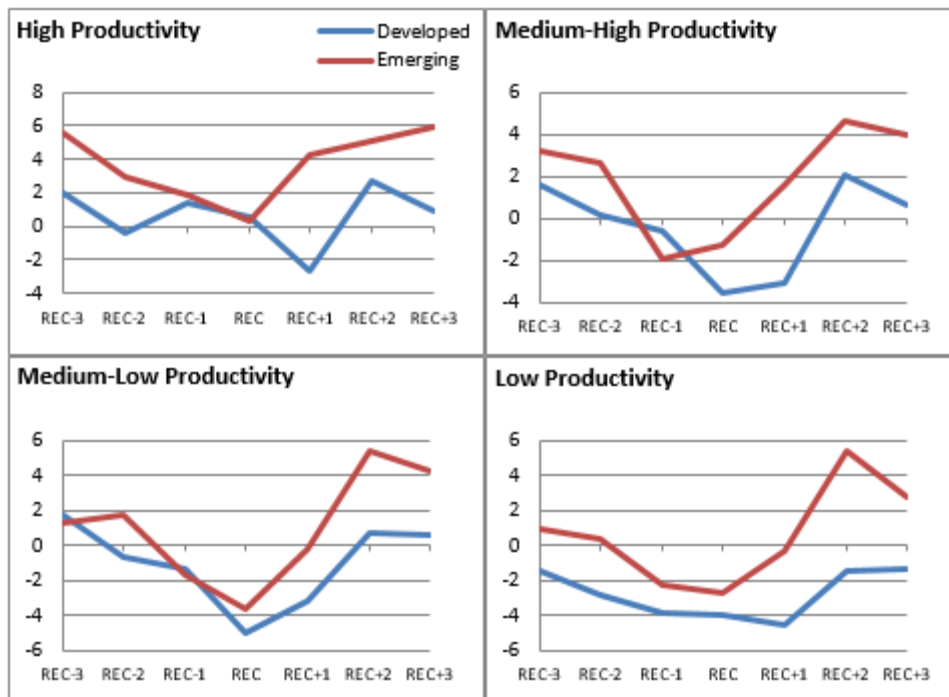 High Productivity
Developed
Emerging
8
6
4
2
0
-2
-4
REC-3 REC-2 REC-1 REC REC+1 REC+2 REC+3
Medium-High Productivity
6
4
2
0
-2
-4
REC-3 REC-2 REC-1 REC REC+1 REC+2 REC+3
Medium-Low Productivity
6
4
2
0
-2
-4
-6
REC-3 REC-2 REC-1 REC REC+1 REC+2 REC+3
Low Productivity
6
4
2
0
-2
-4
-6
REC-3 REC-2 REC-1 REC REC+1 REC+2 REC+3